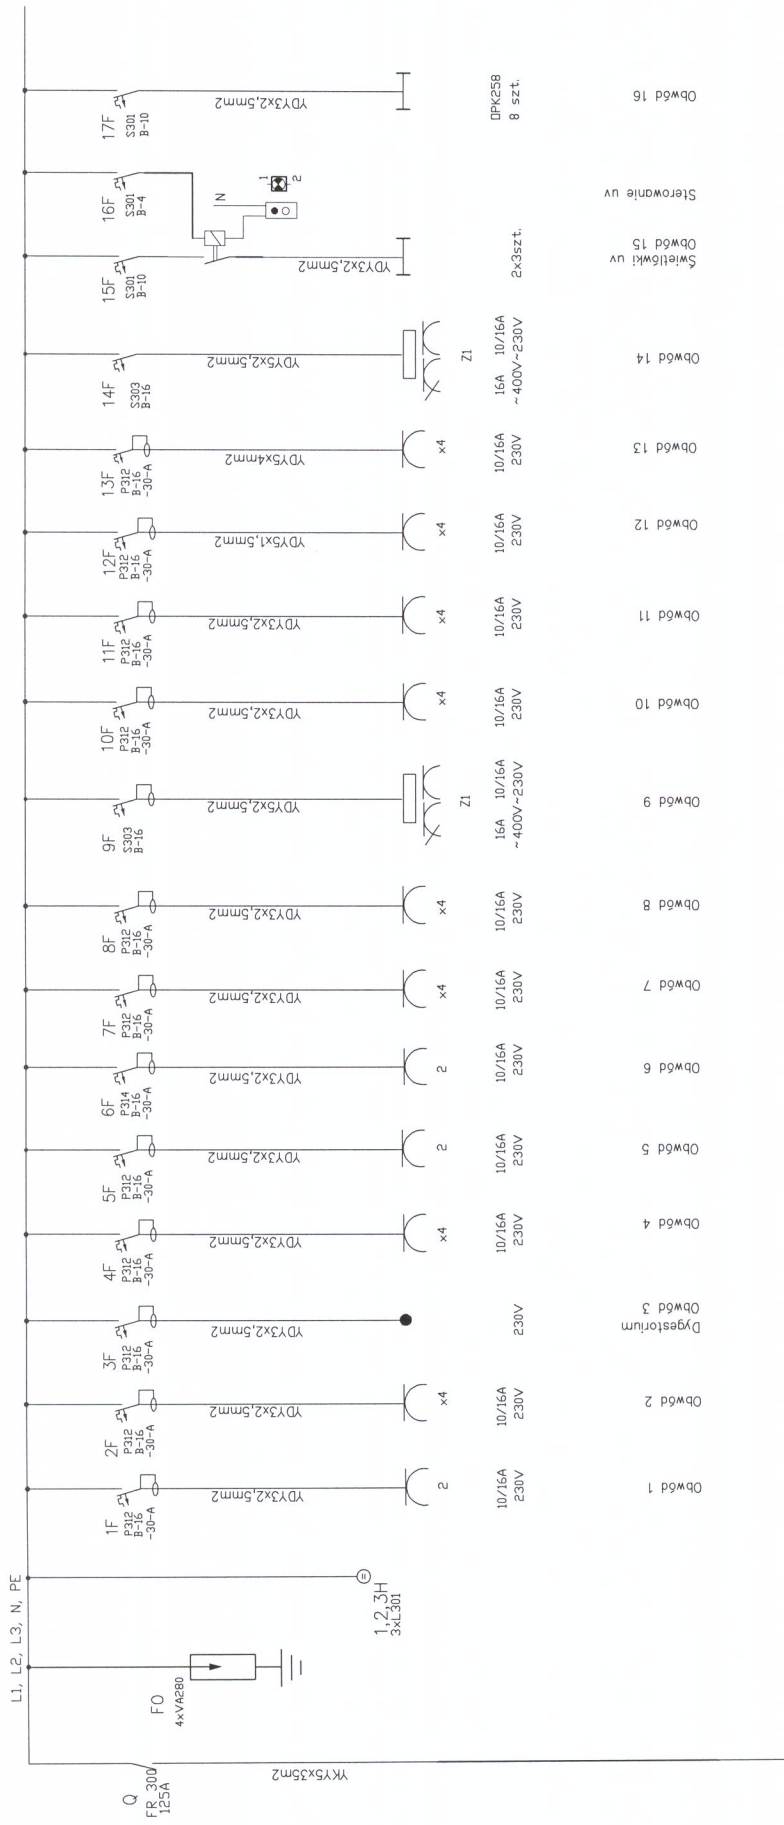 L1, L2, L3, N, PE
Q
FR 300
125A
YKY5x35m2
FO
4xVA280
1,2,3H
3xL301
1F
P312
B-16
-30-A
YDY3x2,5mm2
2
10/16A
230V
Obwód 1
2F
P312
B-16
-30-A
YDY3x2,5mm2
x4
10/16A
230V
Obwód 2
3F
P312
B-16
-30-A
YDY3x2,5mm2
230V
Obwód 3
Dygestorium
4F
P312
B-16
-30-A
YDY3x2,5mm2
x4
10/16A
230V
Obwód 4
5F
P312
B-16
-30-A
YDY3x2,5mm2
2
10/16A
230V
Obwód 5
6F
P314
B-16
-30-A
YDY3x2,5mm2
2
10/16A
230V
Obwód 6
7F
P312
B-16
-30-A
YDY3x2,5mm2
x4
10/16A
230V
Obwód 7
8F
P312
B-16
-30-A
YDY3x2,5mm2
x4
10/16A
230V
Obwód 8
9F
S303
B-16
YDY5x2,5mm2
Z1
16A 10/16A
~400V~230V
Obwód 9
10F
P312
B-16
-30-A
YDY3x2,5mm2
x4
10/16A
230V
Obwód 10
11F
P312
B-16
-30-A
YDY3x2,5mm2
x4
10/16A
230V
Obwód 11
12F
P312
B-16
-30-A
YDY5x1,5mm2
x4
10/16A
230V
Obwód 12
13F
P312
B-16
-30-A
YDY5x4mm2
x4
10/16A
230V
Obwód 13
14F
S303
B-16
YDY5x2,5mm2
Z1
16A 10/16A
~400V~230V
Obwód 14
15F
S301
B-10
YDY3x2,5mm2
2x3szt.
Obwód 15
Świetlówki uv
16F
S301
B-4
N
1
2
Sterowanie uv
17F
S301
B-10
YDY3x2,5mm2
OPK258
8 szt.
Obwód 16